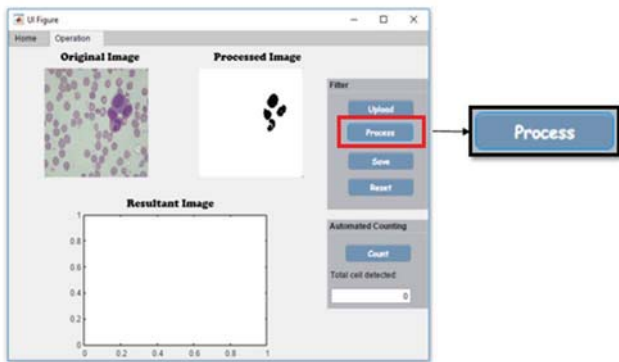 UI Figure
Home Operation
Original Image
Processed Image
Filter
Upload
Process
Save
Reset
Process
Resultant Image
1
0.8
0.6
0.4
0.2
0
0 0.2 0.4 0.6 0.8 1
Automated Counting
Count
Total cell detected:
0